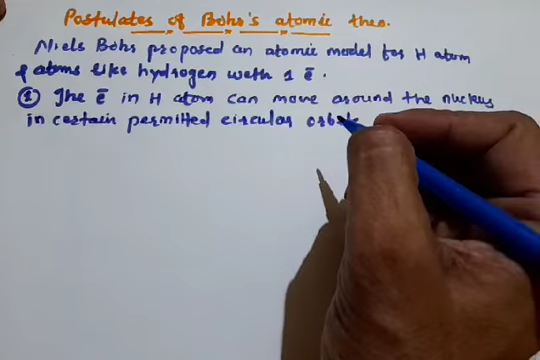 Postulates of Bohr's atomic theo.
Niels Bohr proposed an atomic model for H atom
& atoms like hydrogen with 1 ē.
① The ē in H atom can move around the nucleus
in certain permitted circular orbits